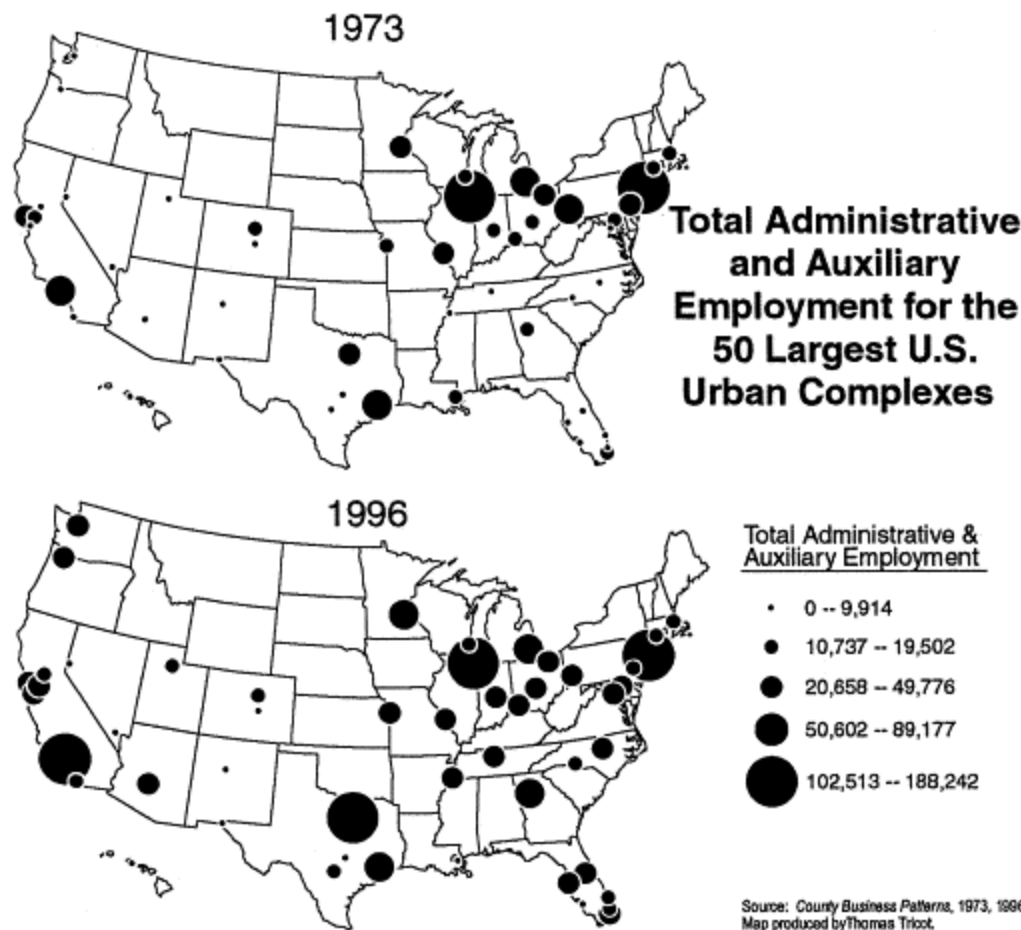 1973
Total Administrative
and Auxiliary
Employment for the
50 Largest U.S.
Urban Complexes
1996
Total Administrative &
Auxiliary Employment
0 -- 9,914
10,737 -- 19,502
20,658 -- 49,776
50,602 -- 89,177
102,513 -- 188,242
Source: County Business Patterns, 1973, 1996
Map produced byThomas Tricot.